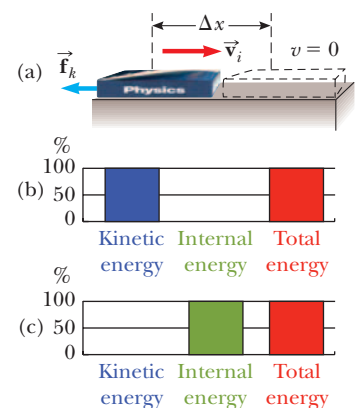 Δx
v⃗ᵢ
v = 0
(a)
f⃗ₖ
Physics
%
100
(b) 50
0
Kinetic Internal Total
energy energy energy
%
100
(c) 50
0
Kinetic Internal Total
energy energy energy